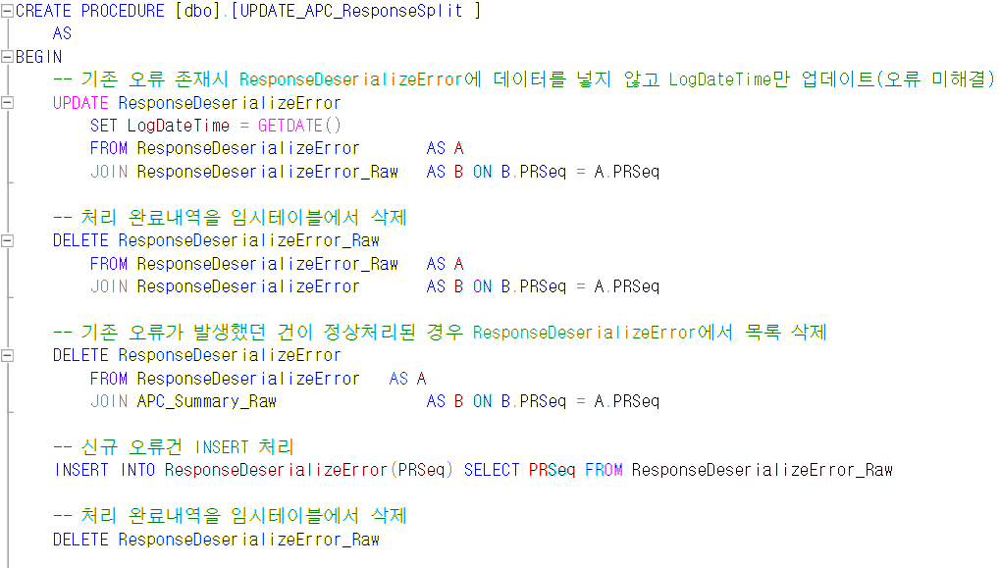 CREATE PROCEDURE [dbo].[UPDATE_APC_ResponseSplit ]
AS
BEGIN
-- 기존 오류 존재시 ResponseDeserializeError에 데이터를 넣지 않고 LogDateTime만 업데이트(오류 미해결)
UPDATE ResponseDeserializeError
SET LogDateTime = GETDATE()
FROM ResponseDeserializeError AS A
JOIN ResponseDeserializeError_Raw AS B ON B.PRSeq = A.PRSeq
-- 처리 완료내역을 임시테이블에서 삭제
DELETE ResponseDeserializeError_Raw
FROM ResponseDeserializeError_Raw AS A
JOIN ResponseDeserializeError AS B ON B.PRSeq = A.PRSeq
-- 기존 오류가 발생했던 건이 정상처리된 경우 ResponseDeserializeError에서 목록 삭제
DELETE ResponseDeserializeError
FROM ResponseDeserializeError AS A
JOIN APC_Summary_Raw AS B ON B.PRSeq = A.PRSeq
-- 신규 오류건 INSERT 처리
INSERT INTO ResponseDeserializeError(PRSeq) SELECT PRSeq FROM ResponseDeserializeError_Raw
-- 처리 완료내역을 임시테이블에서 삭제
DELETE ResponseDeserializeError_Raw